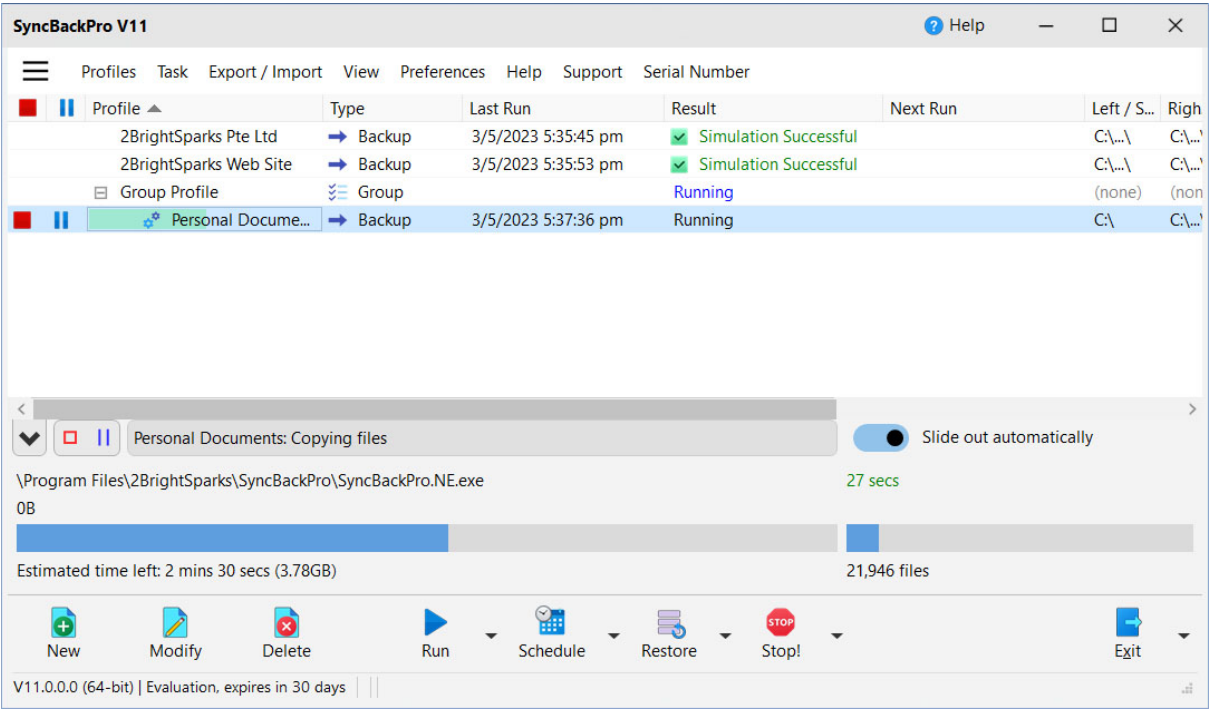 SyncBackPro V11
? Help
Profiles Task Export / Import View Preferences Help Support Serial Number
Profile Type Last Run Result Next Run Left / S... Righ
2BrightSparks Pte Ltd Backup 3/5/2023 5:35:45 pm Simulation Successful C:\...\ C:\...\
2BrightSparks Web Site Backup 3/5/2023 5:35:53 pm Simulation Successful C:\...\ C:\...\
Group Profile Group Running (none) (non
Personal Docume... Backup 3/5/2023 5:37:36 pm Running C:\ C:\...\
Personal Documents: Copying files Slide out automatically
\Program Files\2BrightSparks\SyncBackPro\SyncBackPro.NE.exe 27 secs
0B
Estimated time left: 2 mins 30 secs (3.78GB) 21,946 files
STOP
New Modify Delete Run Schedule Restore Stop! Exit
V11.0.0.0 (64-bit) | Evaluation, expires in 30 days